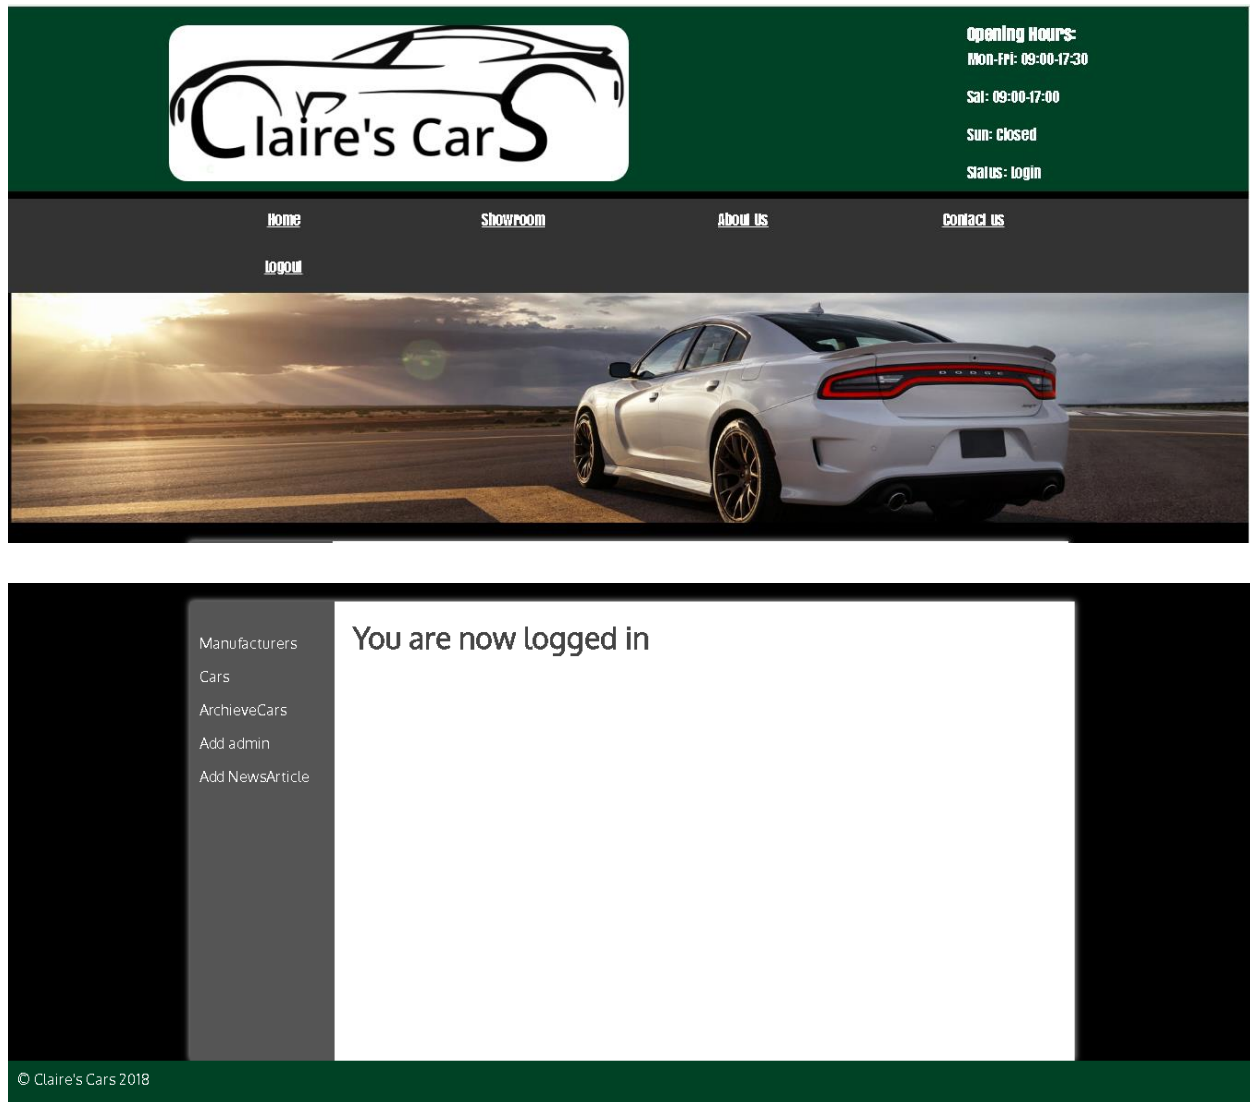 Claire's Cars
Opening Hours:
Mon-Fri: 09:00-17:30
Sat: 09:00-17:00
Sun: Closed
Status: Login
Home Showroom About Us Contact us
Logout
DODGE
Manufacturers
Cars
ArchieveCars
Add admin
Add NewsArticle
You are now logged in
© Claire's Cars 2018